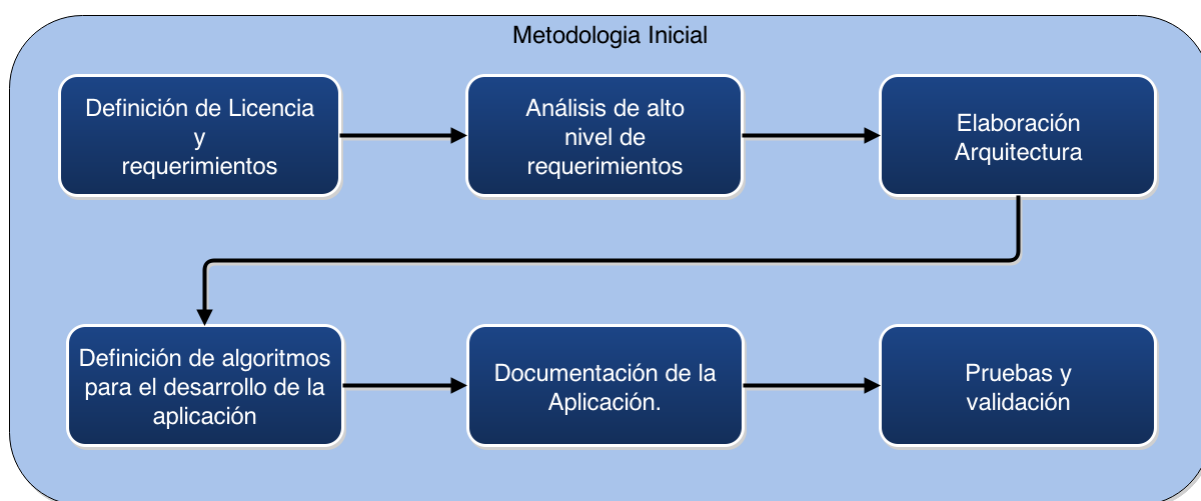 Metodologia Inicial
Definición de Licencia
y
requerimientos
Análisis de alto
nivel de
requerimientos
Elaboración
Arquitectura
Definición de algoritmos
para el desarrollo de la
aplicación
Documentación de la
Aplicación.
Pruebas y
validación